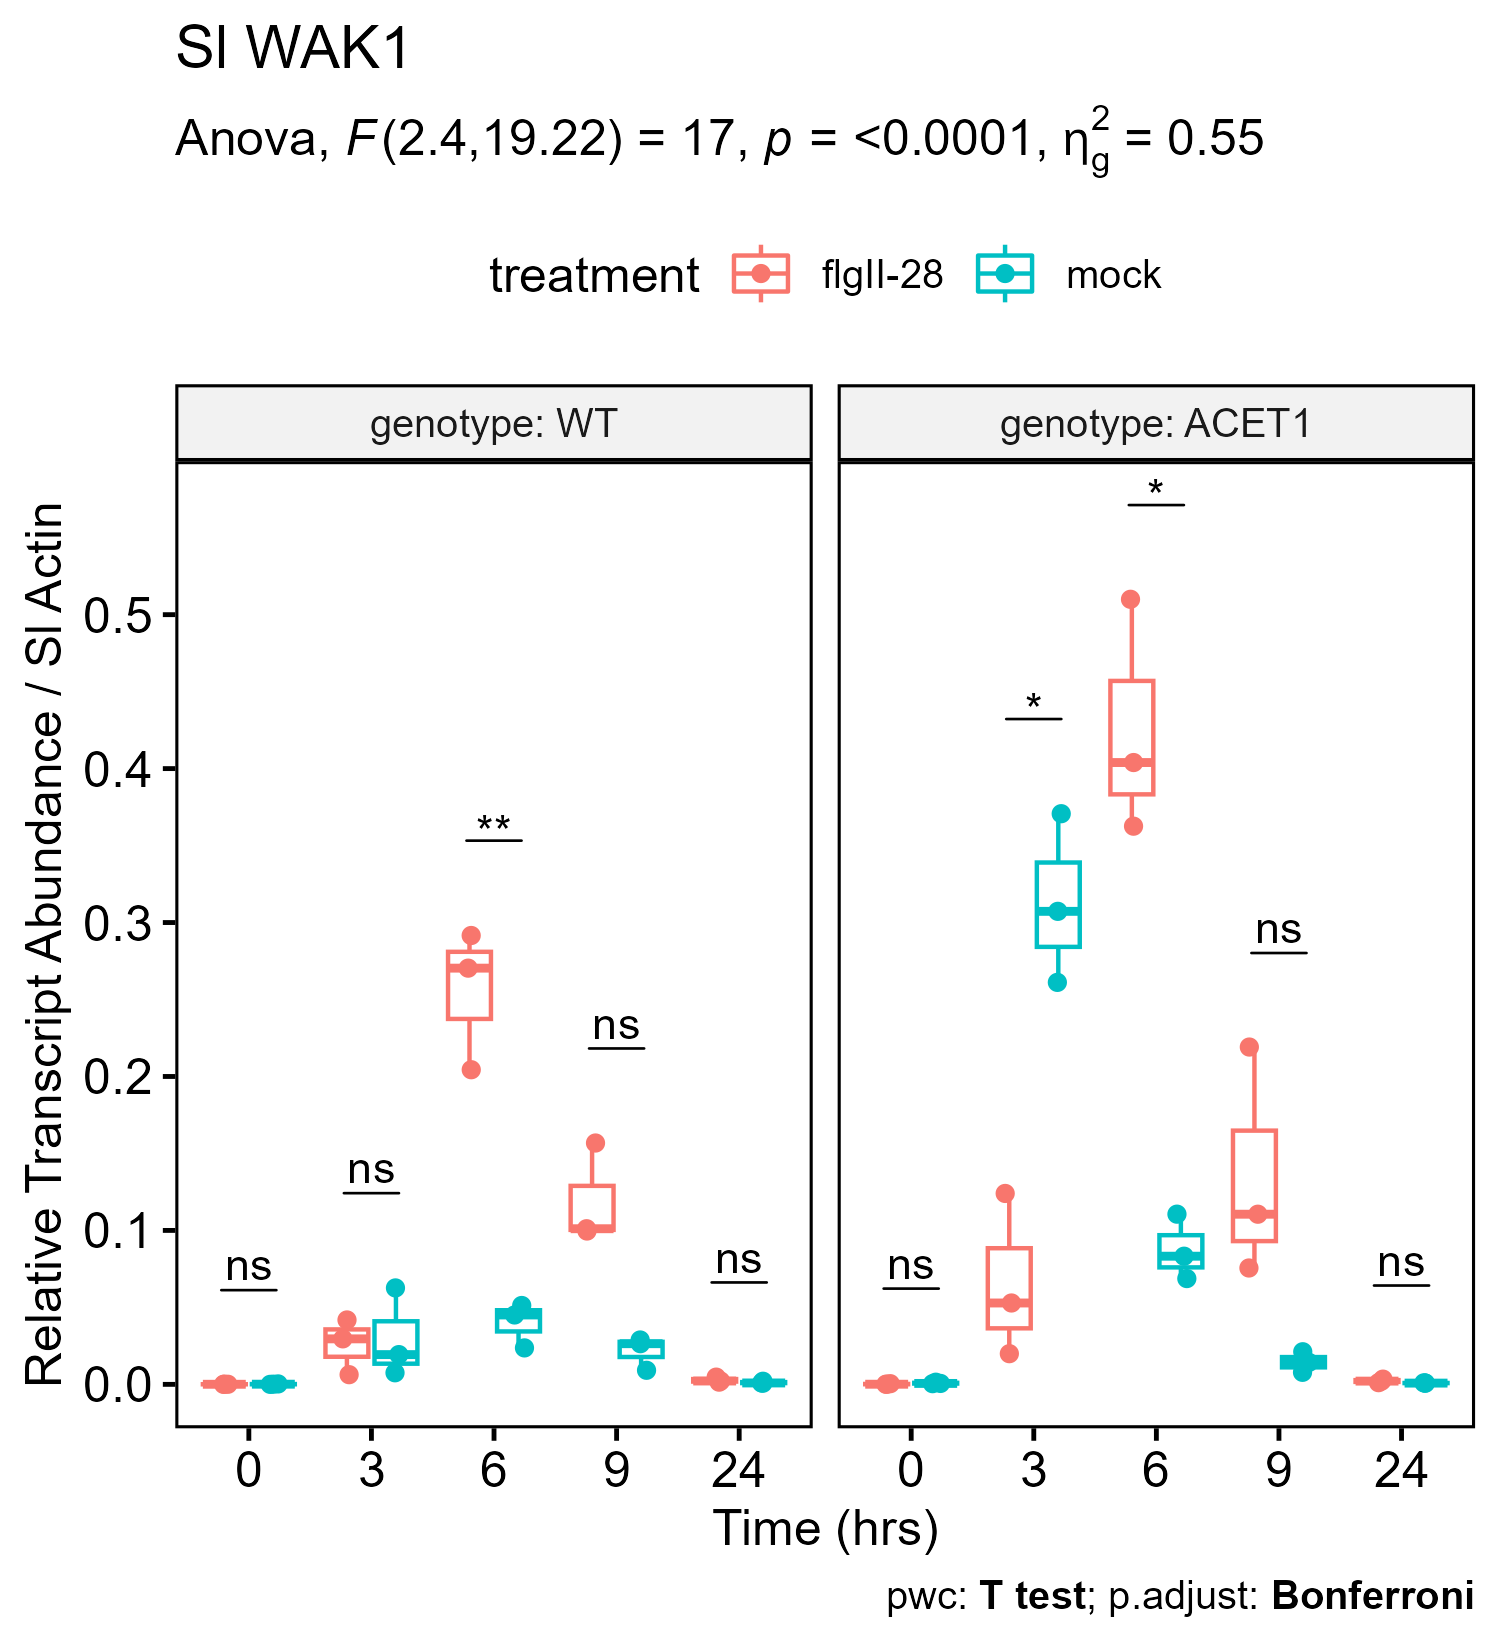 Sl WAK1
Anova, F(2.4,19.22) = 17, p = <0.0001, η²g = 0.55
treatment flgII-28 mock
genotype: WT genotype: ACET1
Relative Transcript Abundance / Sl Actin
0.5
0.4
0.3
0.2
0.1
0.0
ns ns ** ns ns
ns * * ns ns
0 3 6 9 24 0 3 6 9 24
Time (hrs)
pwc: T test; p.adjust: Bonferroni